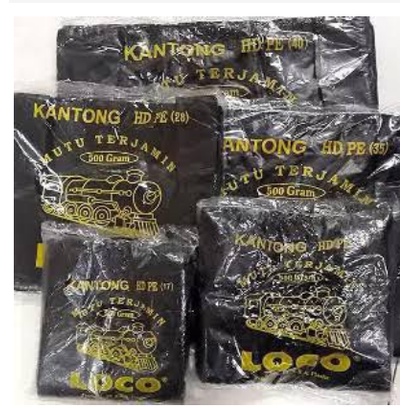 KANTONG HD PE (40)
MUTU TERJAMIN
KANTONG HD PE (28)
MUTU TERJAMIN
500 Gram
KANTONG HD PE (35)
MUTU TERJAMIN
500 Gram
KANTONG HD PE (17)
MUTU TERJAMIN
Gram
LOCO
KANTONG HD PE
MUTU TERJAMIN
500 Gram
LOCO